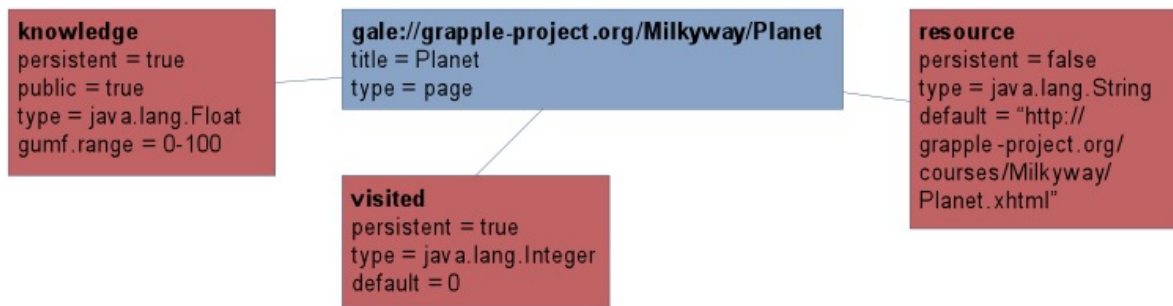 knowledge
persistent = true
public = true
type = java.lang.Float
gumf.range = 0-100
gale://grapple-project.org/Milkyway/Planet
title = Planet
type = page
visited
persistent = true
type = java.lang.Integer
default = 0
resource
persistent = false
type = java.lang.String
default = “http://
grapple-project.org/
courses/Milkyway/
Planet.xhtml”